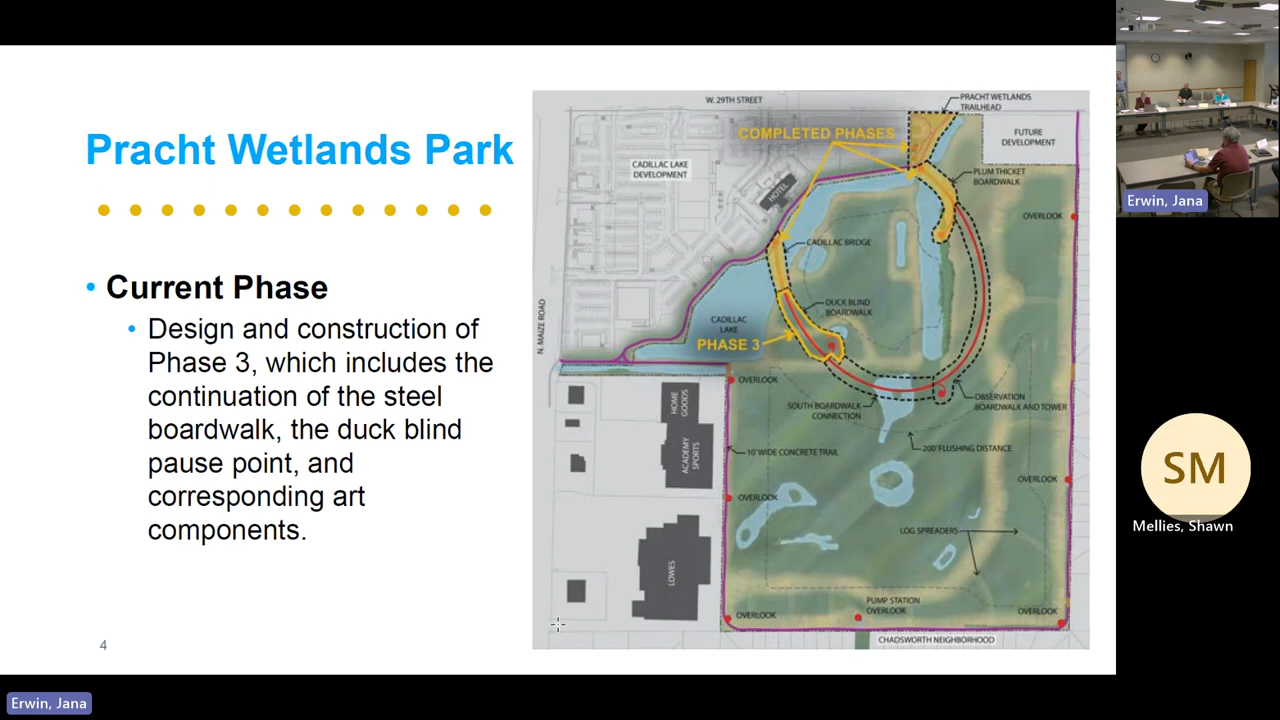 Pracht Wetlands Park
• Current Phase
• Design and construction of
Phase 3, which includes the
continuation of the steel
boardwalk, the duck blind
pause point, and
corresponding art
components.
4
W. 29TH STREET
PRACHT WETLANDS
TRAILHEAD
COMPLETED PHASES
FUTURE
DEVELOPMENT
CADILLAC LAKE
DEVELOPMENT
HOTEL
PLUM THICKET
BOARDWALK
OVERLOOK
CADILLAC BRIDGE
N. MAIZE ROAD
DUCK BLIND
BOARDWALK
CADILLAC
LAKE
PHASE 3
OVERLOOK
HOME
GOODS
SOUTH BOARDWALK
CONNECTION
OBSERVATION
BOARDWALK AND TOWER
ACADEMY
SPORTS
10' WIDE CONCRETE TRAIL
200' FLUSHING DISTANCE
OVERLOOK
OVERLOOK
LOG SPREADERS
LOWES
PUMP STATION
OVERLOOK
OVERLOOK
OVERLOOK
CHADSWORTH NEIGHBORHOOD
Erwin, Jana
SM
Mellies, Shawn
Erwin, Jana